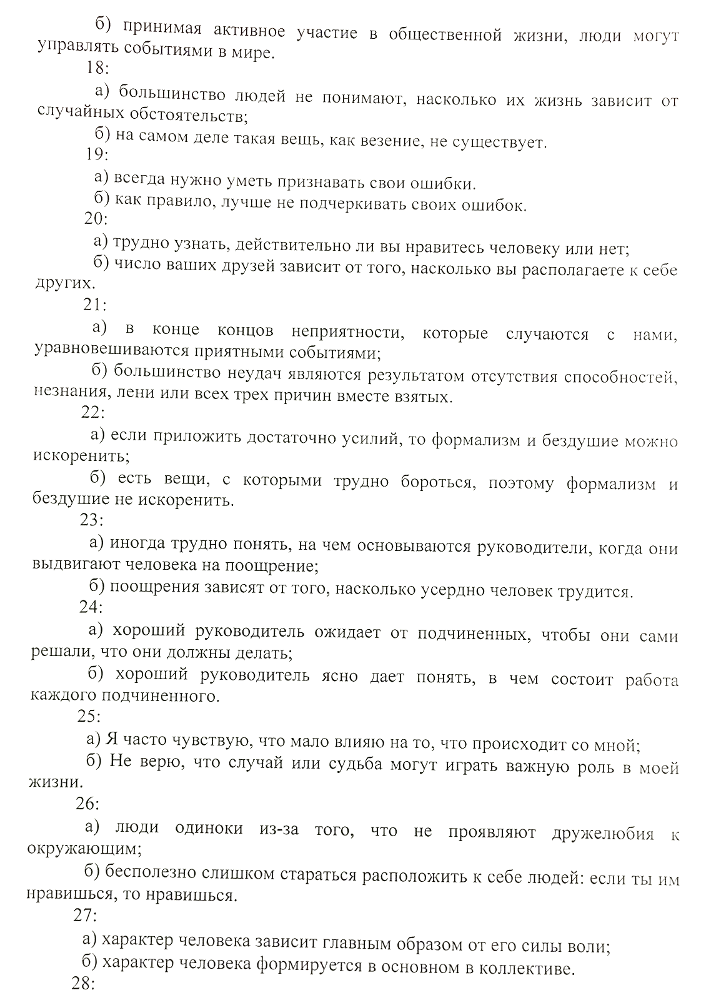 б) принимая активное участие в общественной жизни, люди могут
управлять событиями в мире.
18:
а) большинство людей не понимают, насколько их жизнь зависит от
случайных обстоятельств;
б) на самом деле такая вещь, как везение, не существует.
19:
а) всегда нужно уметь признавать свои ошибки.
б) как правило, лучше не подчеркивать своих ошибок.
20:
а) трудно узнать, действительно ли вы нравитесь человеку или нет;
б) число ваших друзей зависит от того, насколько вы располагаете к себе
других.
21:
а) в конце концов неприятности, которые случаются с нами,
уравновешиваются приятными событиями;
б) большинство неудач являются результатом отсутствия способностей,
незнания, лени или всех трех причин вместе взятых.
22:
а) если приложить достаточно усилий, то формализм и бездушие можно
искоренить;
б) есть вещи, с которыми трудно бороться, поэтому формализм и
бездушие не искоренить.
23:
а) иногда трудно понять, на чем основываются руководители, когда они
выдвигают человека на поощрение;
б) поощрения зависят от того, насколько усердно человек трудится.
24:
а) хороший руководитель ожидает от подчиненных, чтобы они сами
решали, что они должны делать;
б) хороший руководитель ясно дает понять, в чем состоит работа
каждого подчиненного.
25:
а) Я часто чувствую, что мало влияю на то, что происходит со мной;
б) Не верю, что случай или судьба могут играть важную роль в моей
жизни.
26:
а) люди одиноки из-за того, что не проявляют дружелюбия к
окружающим;
б) бесполезно слишком стараться расположить к себе людей: если ты им
нравишься, то нравишься.
27:
а) характер человека зависит главным образом от его силы воли;
б) характер человека формируется в основном в коллективе.
28: